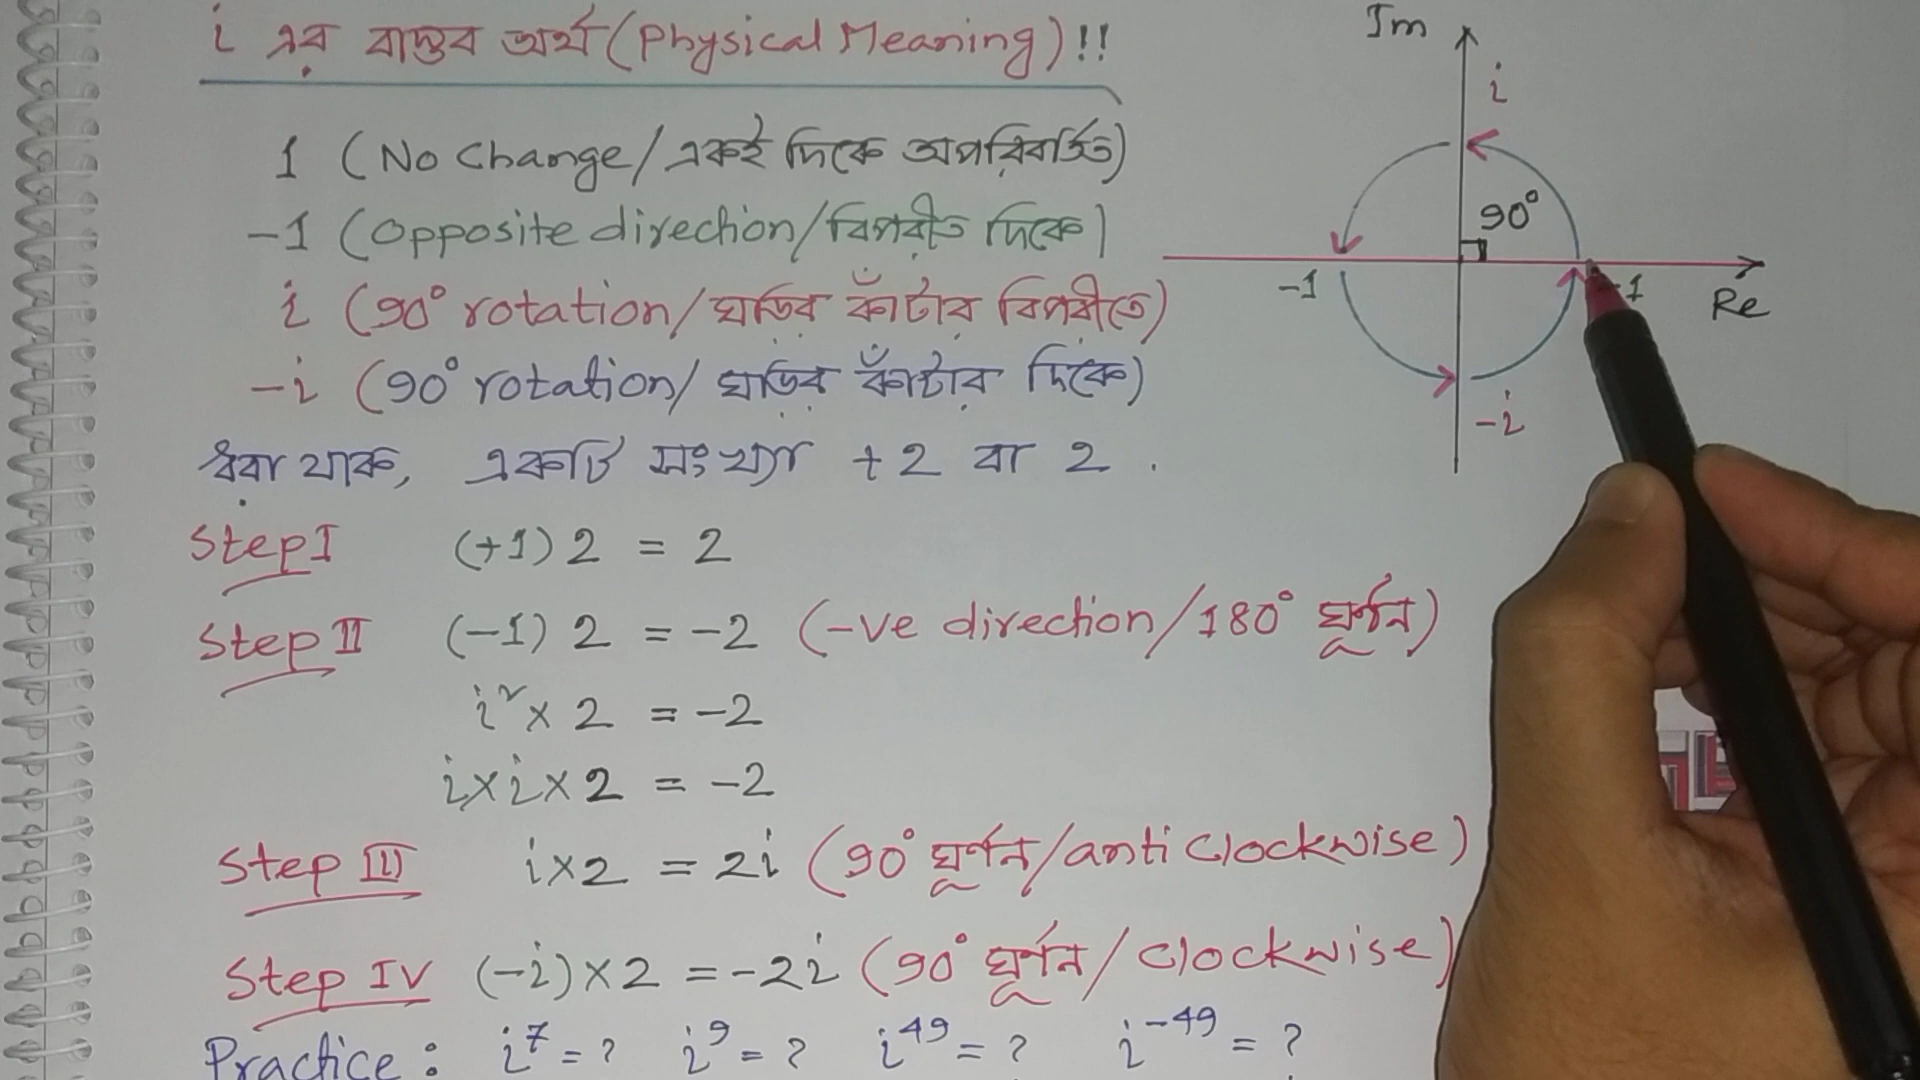 i এর বাস্তব অর্থ (Physical Meaning) !!
1 (No change/একই দিকে অপরিবর্তিত)
-1 (Opposite direction/বিপরীত দিকে)
i (90° rotation/ঘড়ির কাঁটার বিপরীতে)
-i (90° rotation/ঘড়ির কাঁটার দিকে)
ধরা যাক, একটি সংখ্যা +2 বা 2 .
Step I (+1) 2 = 2
Step II (-1) 2 = -2 (-ve direction/180° ঘূর্ণন)
i² x 2 = -2
i x i x 2 = -2
Step III i x 2 = 2i (90° ঘূর্ণন/anti clockwise)
Step IV (-i) x 2 = -2i (90° ঘূর্ণন/clockwise)
Practice : i⁷ = ? i⁹ = ? i⁴⁹ = ? i⁻⁴⁹ = ?
Im
i
90°
-1
1
Re
-i